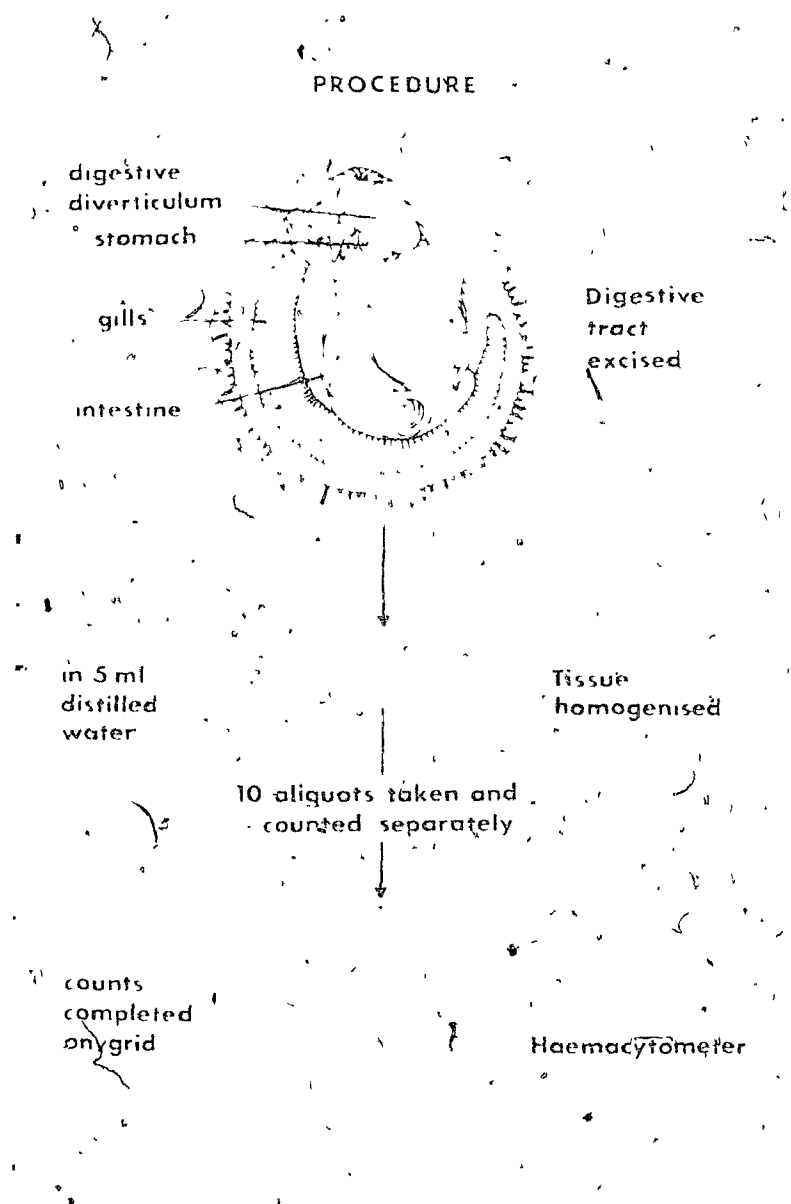 PROCEDURE
digestive
diverticulum
stomach
gills
intestine
Digestive
tract
excised
in 5 ml
distilled
water
Tissue
homogenised
10 aliquots taken and
counted separately
counts
completed
on grid
Haemacytometer